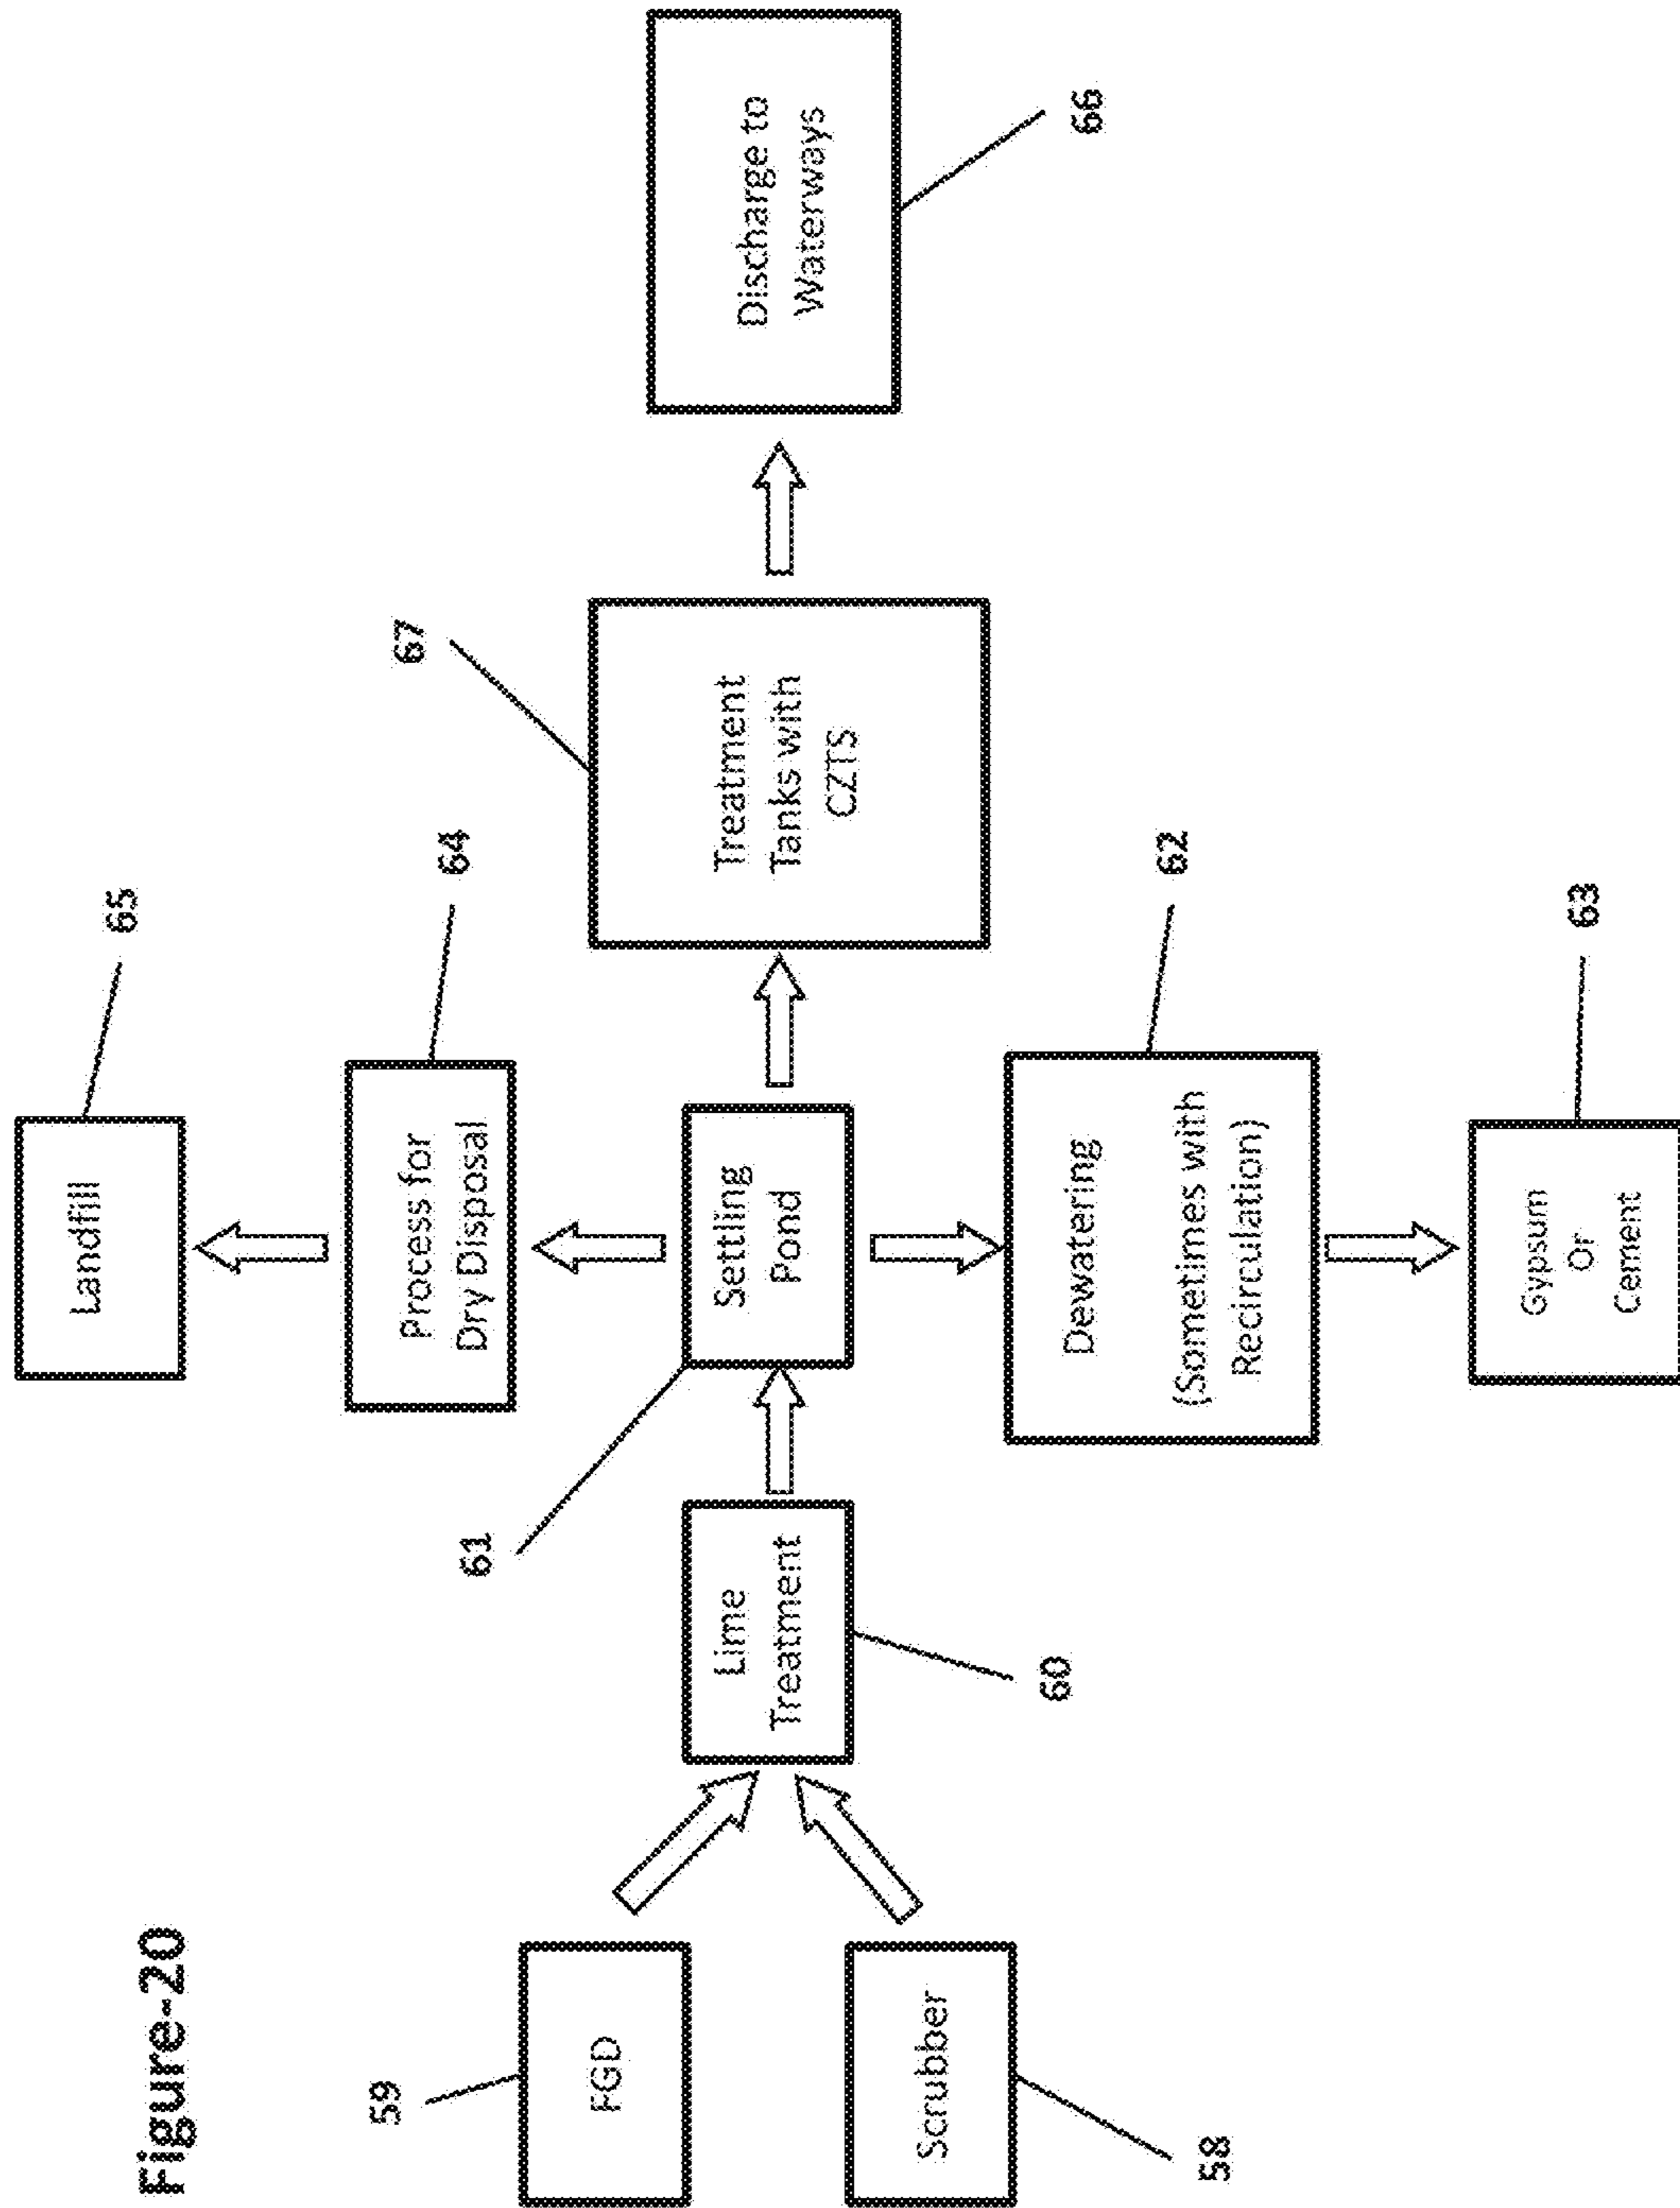 Figure-20
65
Landfill
64
Process for
Dry Disposal
67
59
FGD
61
Lime
Treatment
Settling
Pond
Treatment
Tanks with
CZTS
Discharge to
Waterways
Scrubber
58
60
62
66
Dewatering
(Sometimes with
Recirculation)
63
Gypsum
Or
Cement